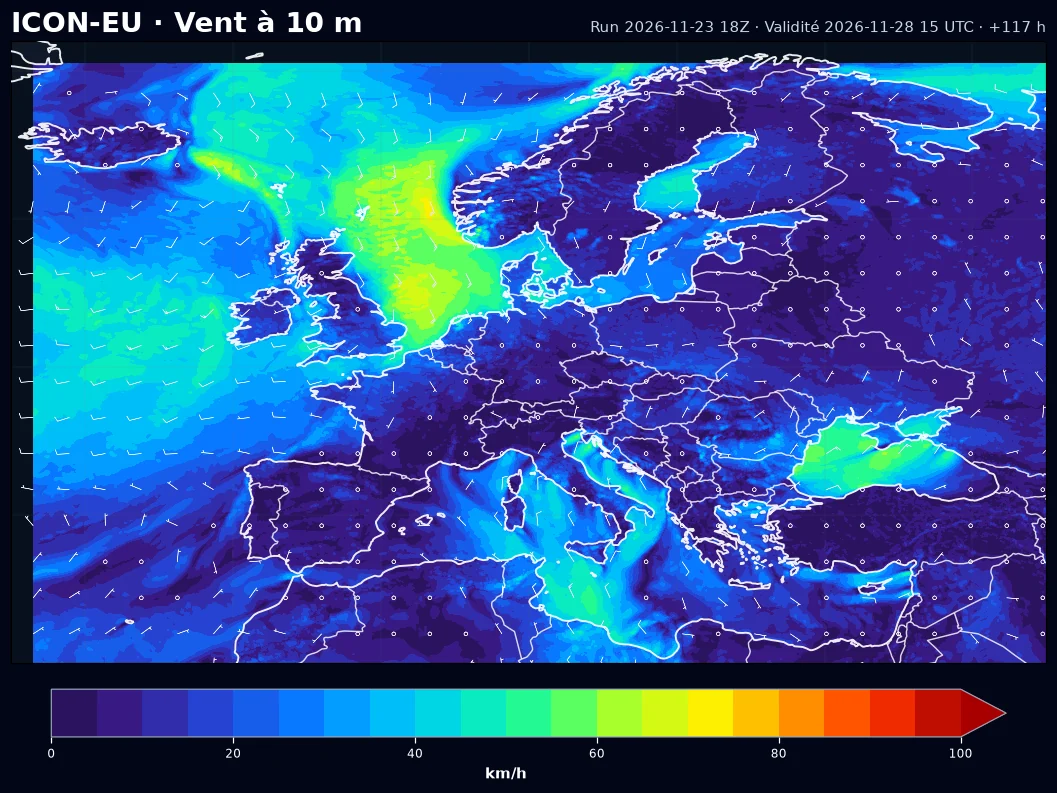 ICON-EU · Vent à 10 m
Run 2026-11-23 18Z · Validité 2026-11-28 15 UTC · +117 h
0 20 40 60 80 100
km/h